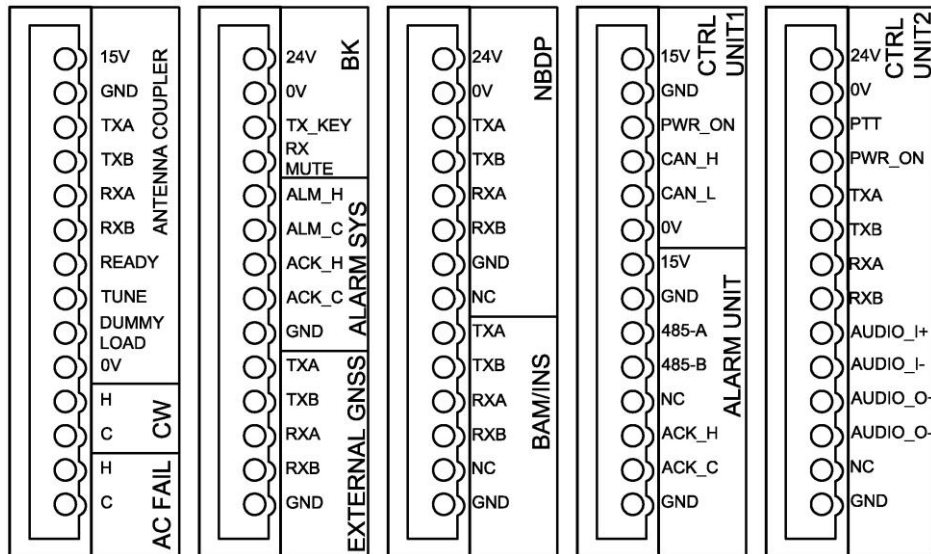 15V
GND
TXA
TXB
RXA
RXB
READY
TUNE
DUMMY
LOAD
0V
ANTENNA COUPLER
H
C
CW
H
C
AC FAIL
24V
0V
TX_KEY
RX
MUTE
BK
ALM_H
ALM_C
ACK_H
ACK_C
GND
ALARM SYS
TXA
TXB
RXA
RXB
GND
EXTERNAL GNSS
24V
0V
TXA
TXB
RXA
RXB
GND
NC
NBDP
TXA
TXB
RXA
RXB
NC
GND
BAM/INS
15V
GND
PWR_ON
CAN_H
CAN_L
0V
CTRL
UNIT1
15V
GND
485-A
485-B
NC
ACK_H
ACK_C
GND
ALARM UNIT
24V
0V
PTT
PWR_ON
TXA
TXB
RXA
RXB
AUDIO_I+
AUDIO_I-
AUDIO_O
AUDIO_O-
NC
GND
CTRL
UNIT2